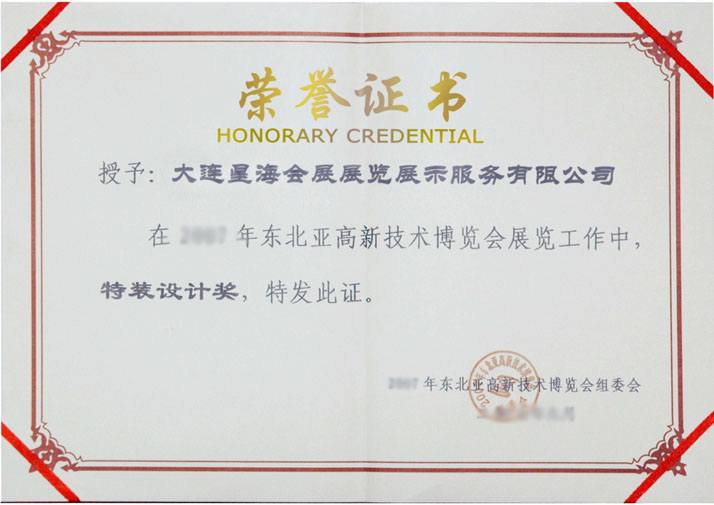 荣誉证书
HONORARY CREDENTIAL
授予：大连星海会展展览展示服务有限公司
在 2007 年东北亚高新技术博览会展览工作中，
特装设计奖，特发此证。
2007 年东北亚高新技术博览会组委会